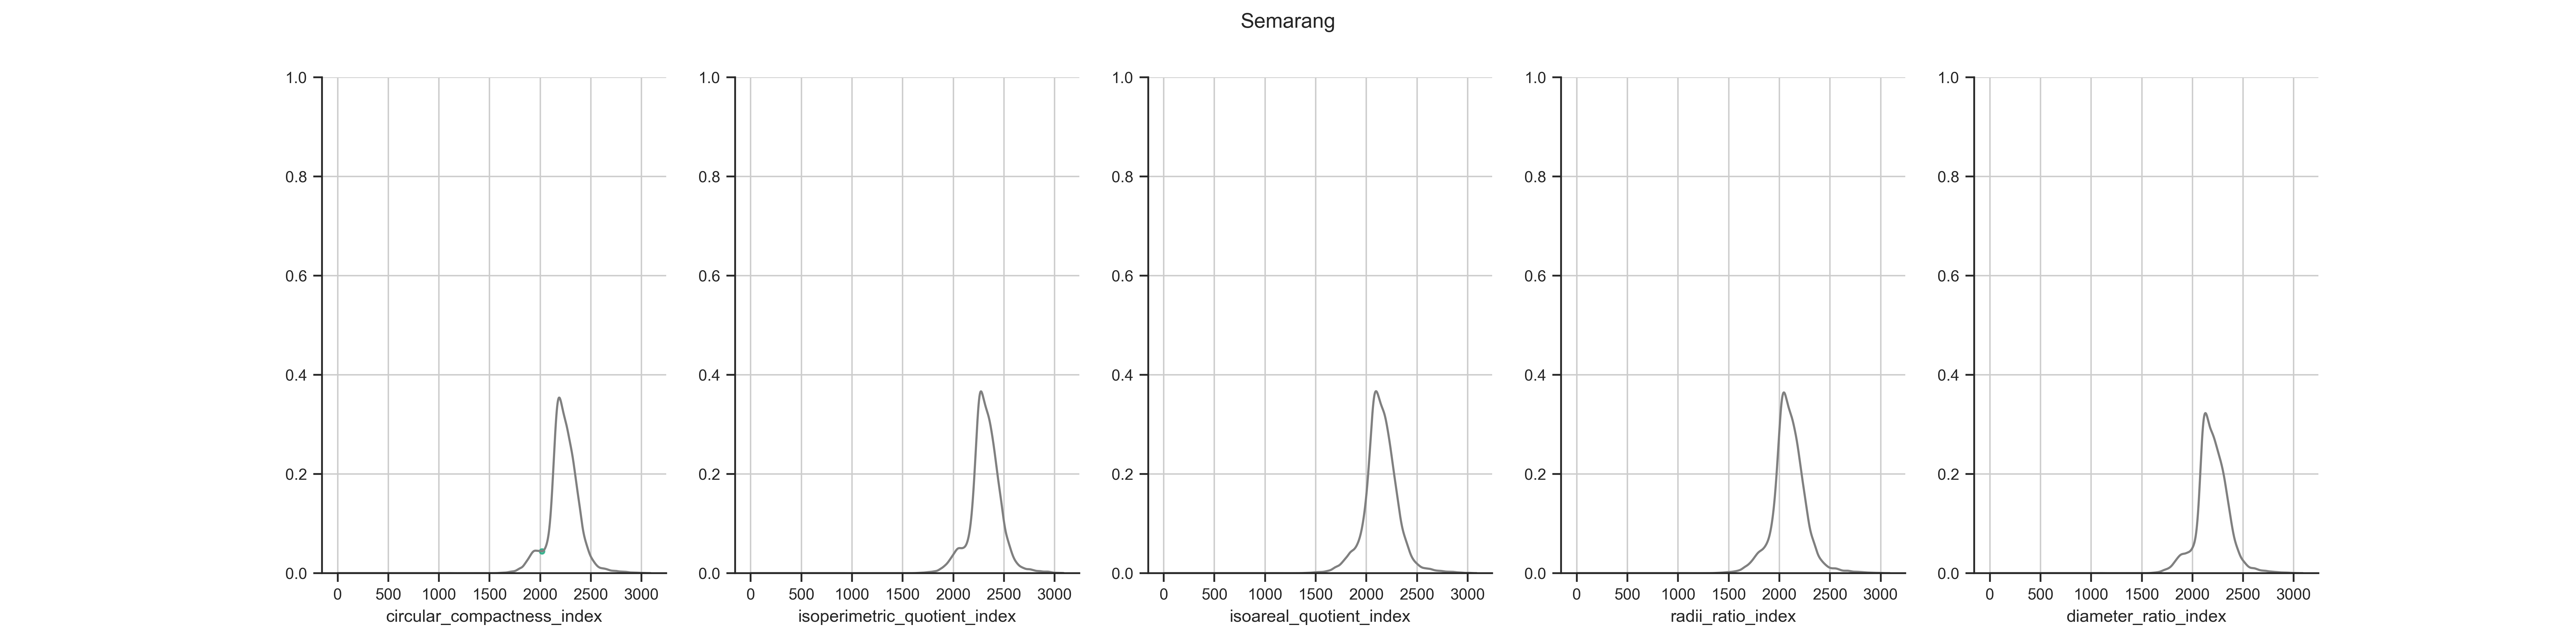 Semarang
1.0 1.0 1.0 1.0 1.0
0.8 0.8 0.8 0.8 0.8
0.6 0.6 0.6 0.6 0.6
0.4 0.4 0.4 0.4 0.4
0.2 0.2 0.2 0.2 0.2
0.0 0.0 0.0 0.0 0.0
0 500 1000 1500 2000 2500 3000 0 500 1000 1500 2000 2500 3000 0 500 1000 1500 2000 2500 3000 0 500 1000 1500 2000 2500 3000 0 500 1000 1500 2000 2500 3000
circular_compactness_index isoperimetric_quotient_index isoareal_quotient_index radii_ratio_index diameter_ratio_index